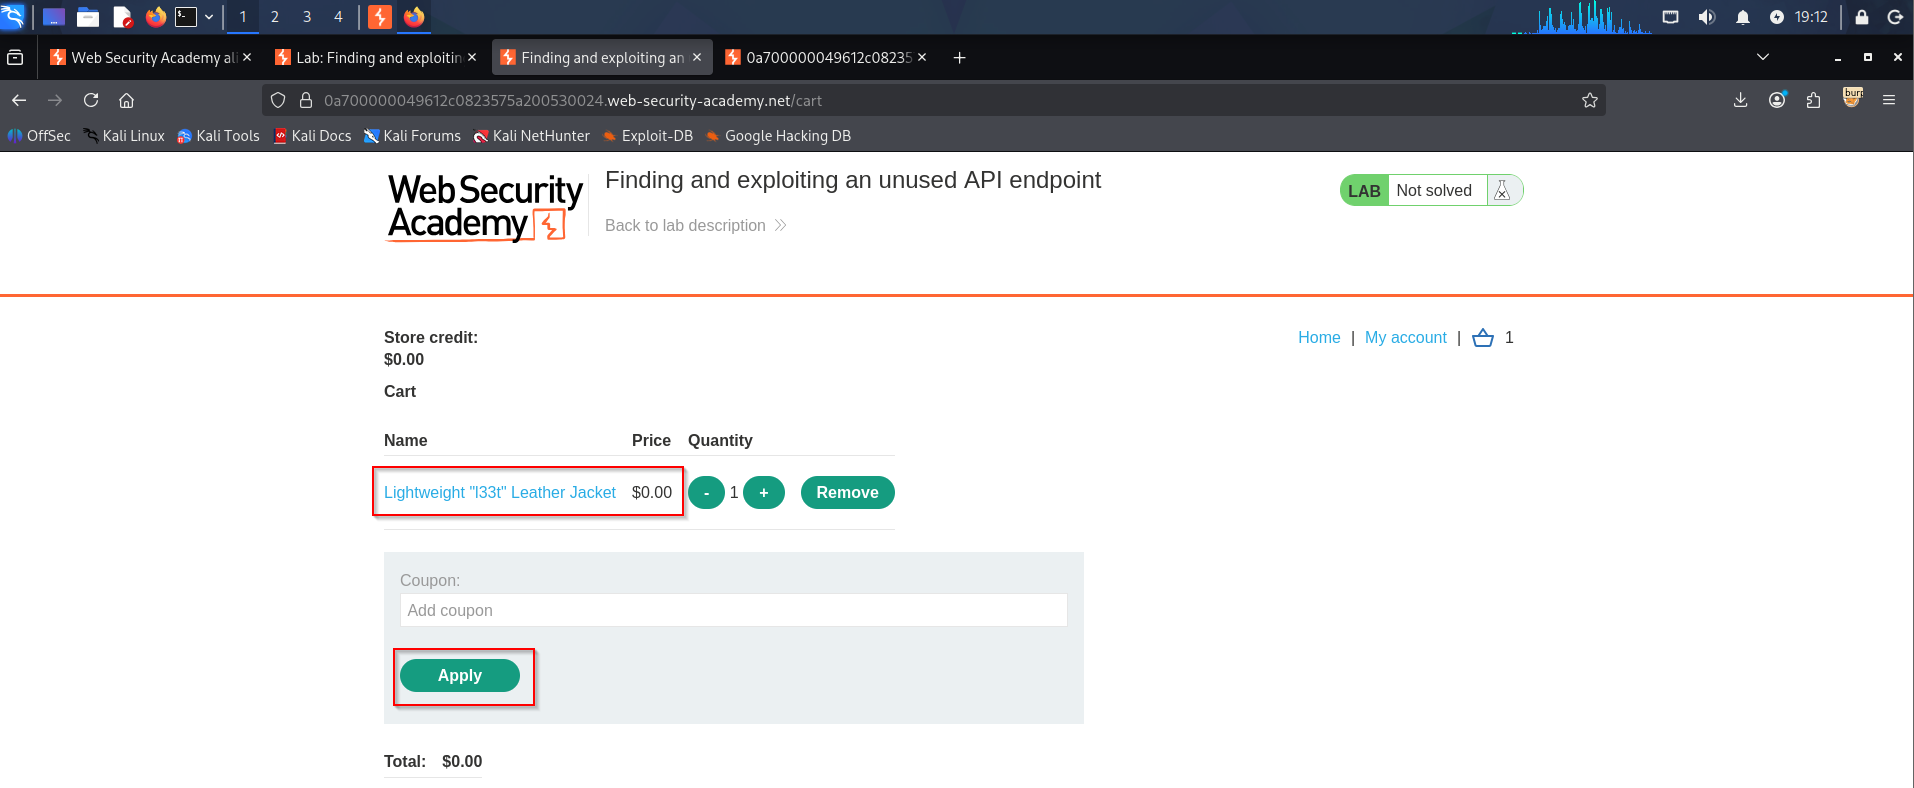 1 2 3 4 19:12
Web Security Academy all Lab: Finding and exploitin Finding and exploiting an 0a700000049612c08235
0a700000049612c0823575a200530024.web-security-academy.net/cart burp
OffSec Kali Linux Kali Tools Kali Docs Kali Forums Kali NetHunter Exploit-DB Google Hacking DB
Web Security
Academy
Finding and exploiting an unused API endpoint
Back to lab description
LAB Not solved
Store credit:
$0.00
Home | My account | 1
Cart
Name Price Quantity
Lightweight "l33t" Leather Jacket $0.00 - 1 + Remove
Coupon:
Add coupon
Apply
Total: $0.00